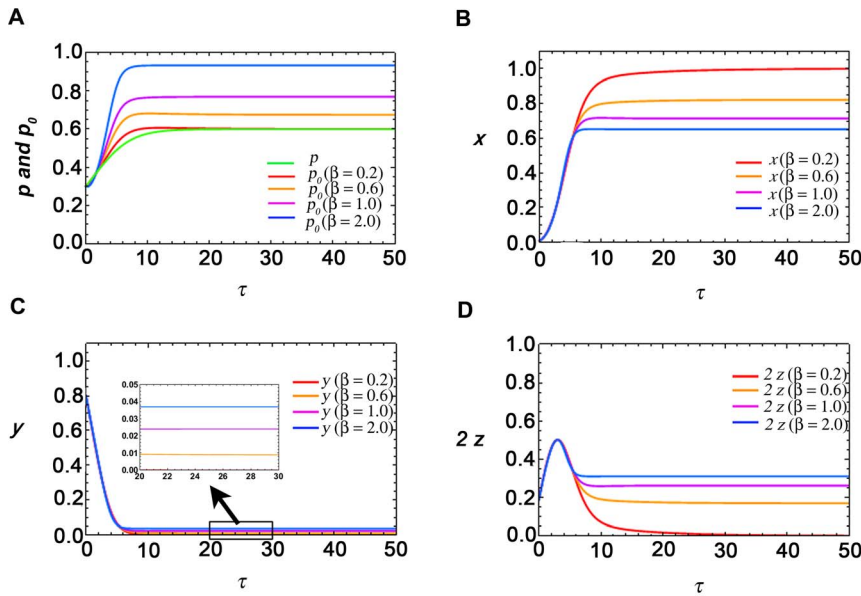 A
1.0
0.8
0.6
0.4
0.2
0.0
p and p0
p
p0(β = 0.2)
p0(β = 0.6)
p0(β = 1.0)
p0(β = 2.0)
0 10 20 30 40 50
τ
B
1.0
0.8
0.6
0.4
0.2
0.0
x
x(β = 0.2)
x(β = 0.6)
x(β = 1.0)
x(β = 2.0)
0 10 20 30 40 50
τ
C
1.0
0.8
0.6
0.4
0.2
0.0
y
0.05
0.04
0.03
0.02
0.01
0.00
20 22 24 26 28 30
y (β = 0.2)
y (β = 0.6)
y (β = 1.0)
y (β = 2.0)
0 10 20 30 40 50
τ
D
1.0
0.8
0.6
0.4
0.2
0.0
2 z
2 z (β = 0.2)
2 z (β = 0.6)
2 z (β = 1.0)
2 z (β = 2.0)
0 10 20 30 40 50
τ